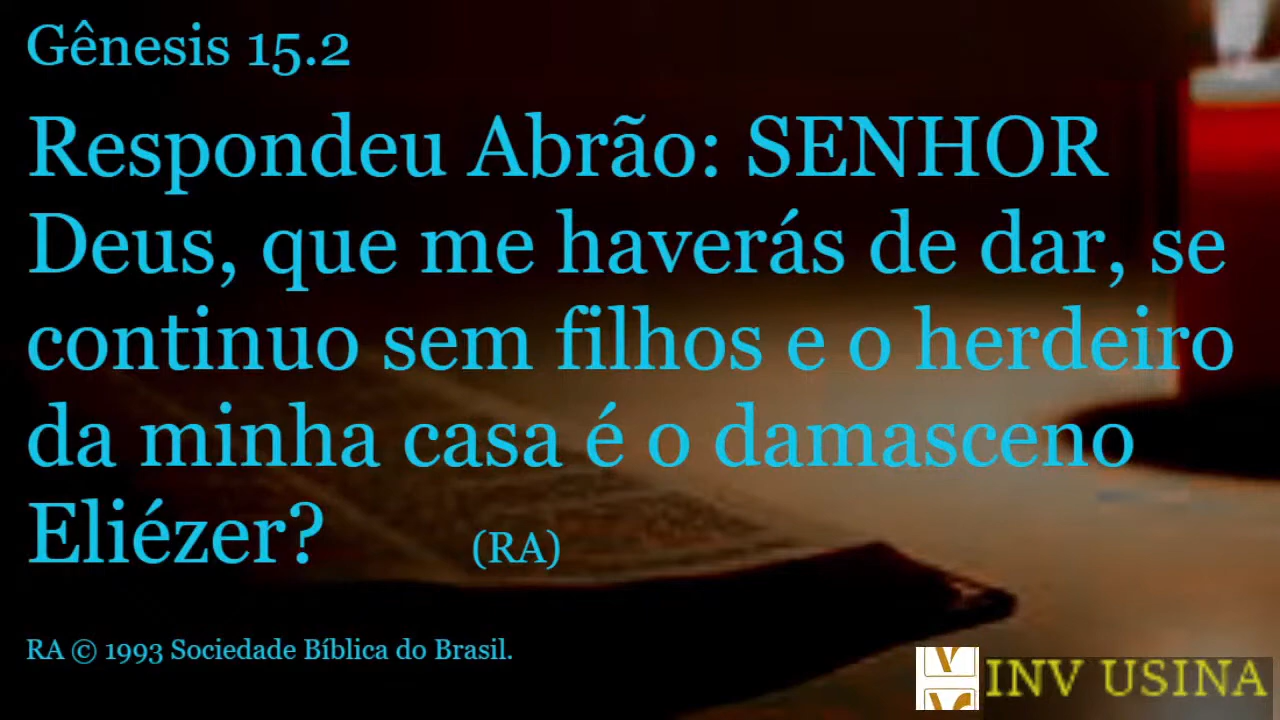 Gênesis 15.2
Respondeu Abrão: SENHOR
Deus, que me haverás de dar, se
continuo sem filhos e o herdeiro
da minha casa é o damasceno
Eliézer? (RA)
RA © 1993 Sociedade Bíblica do Brasil.
INV USINA